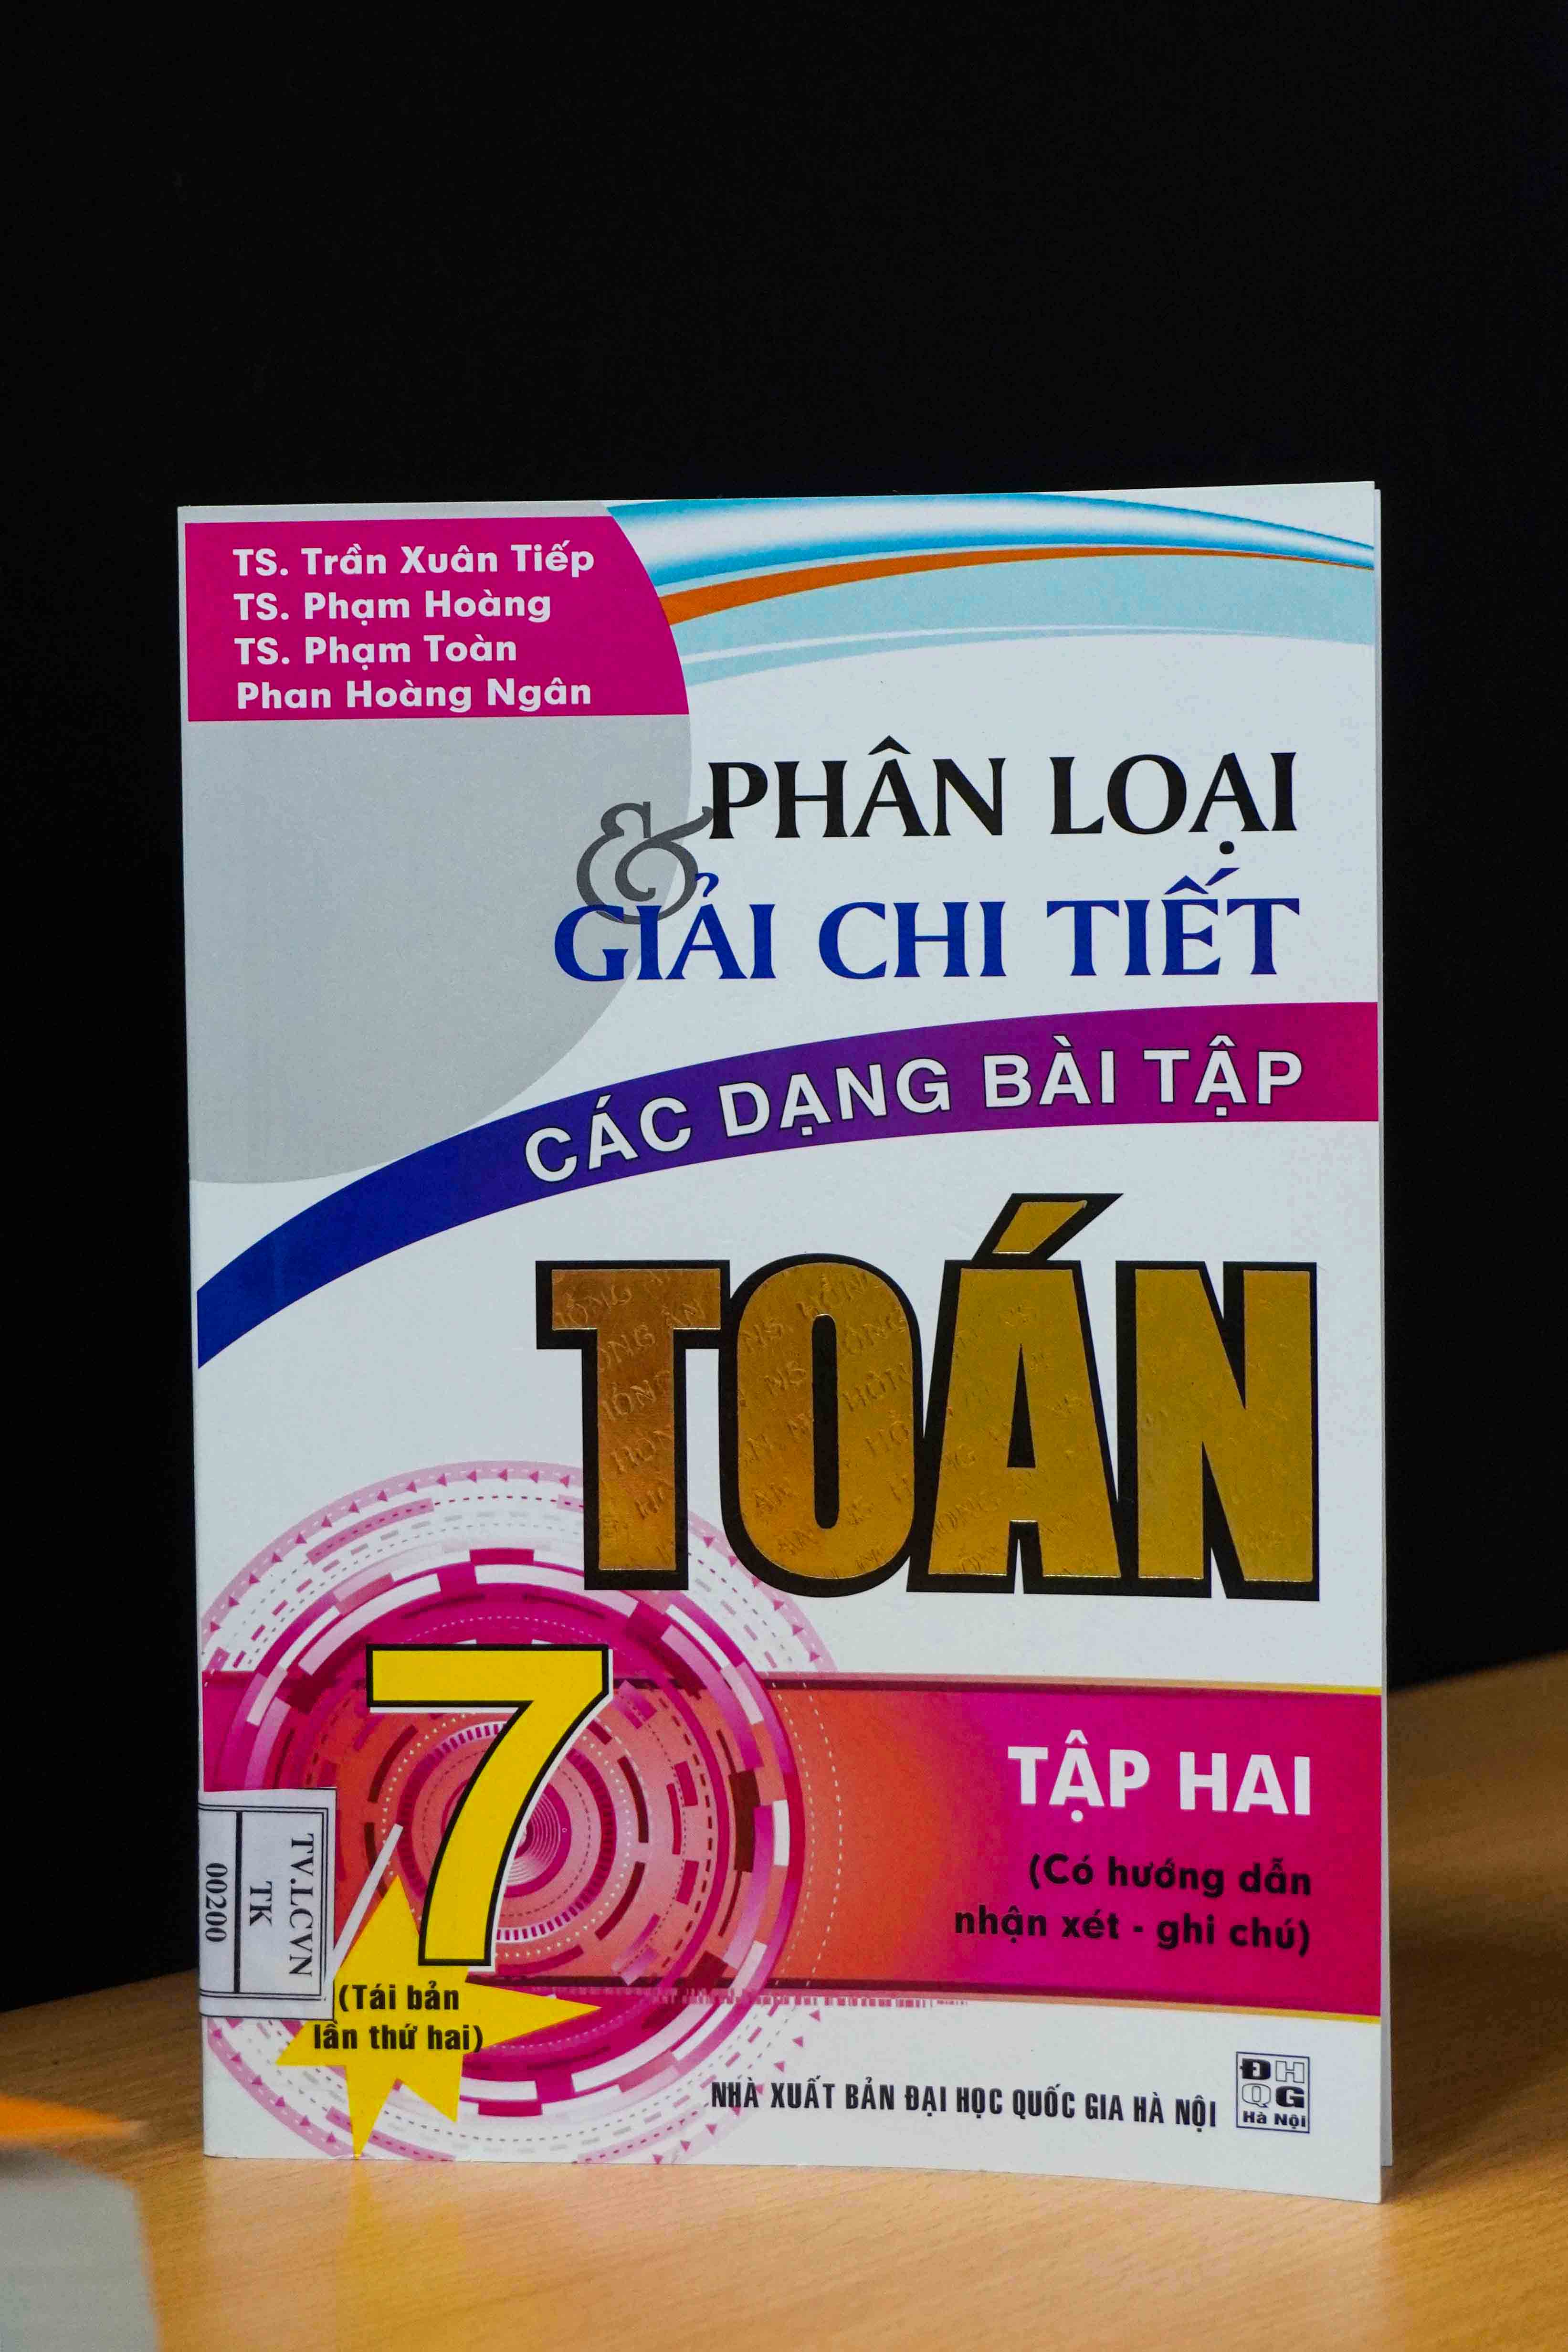 TS. Trần Xuân Tiếp
TS. Phạm Hoàng
TS. Phạm Toàn
Phan Hoàng Ngân
PHÂN LOẠI
&
GIẢI CHI TIẾT
CÁC DẠNG BÀI TẬP
TOÁN
7
TẬP HAI
(Có hướng dẫn
nhận xét - ghi chú)
TV.LCVN
TK
00200
(Tái bản
lần thứ hai)
NHÀ XUẤT BẢN ĐẠI HỌC QUỐC GIA HÀ NỘI
ĐH
QG
Hà Nội